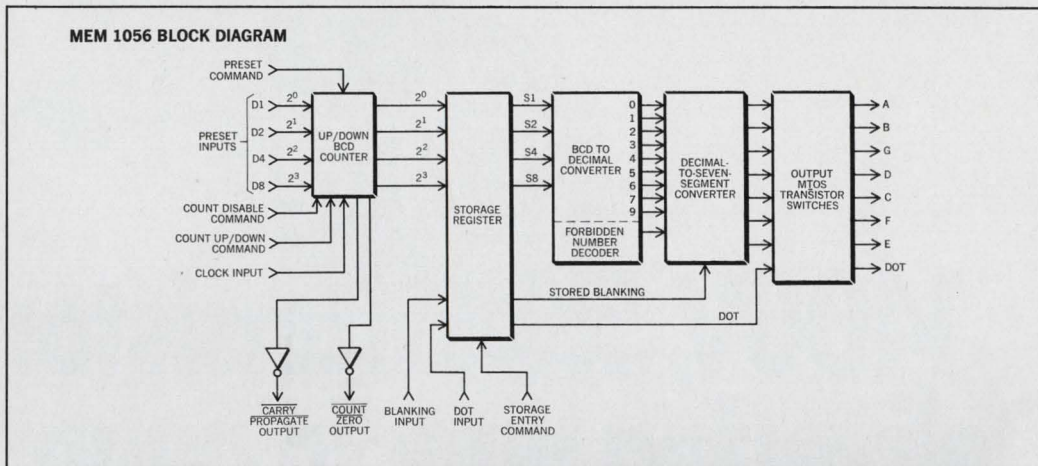 MEM 1056 BLOCK DIAGRAM
PRESET
COMMAND
PRESET
INPUTS
D1
2⁰
D2
2¹
D4
2²
D8
2³
UP/DOWN
BCD
COUNTER
2⁰
2¹
2²
2³
COUNT DISABLE
COMMAND
COUNT UP/DOWN
COMMAND
CLOCK INPUT
STORAGE
REGISTER
S1
S2
S4
S8
BCD TO
DECIMAL
CONVERTER
0
1
2
3
4
5
6
7
9
FORBIDDEN
NUMBER
DECODER
DECIMAL-
TO-SEVEN-
SEGMENT
CONVERTER
OUTPUT
MTOS
TRANSISTOR
SWITCHES
A
B
G
D
C
F
E
DOT
STORED BLANKING
DOT
CARRY
PROPAGATE
OUTPUT
COUNT
ZERO
OUTPUT
BLANKING
INPUT
DOT
INPUT
STORAGE
ENTRY
COMMAND